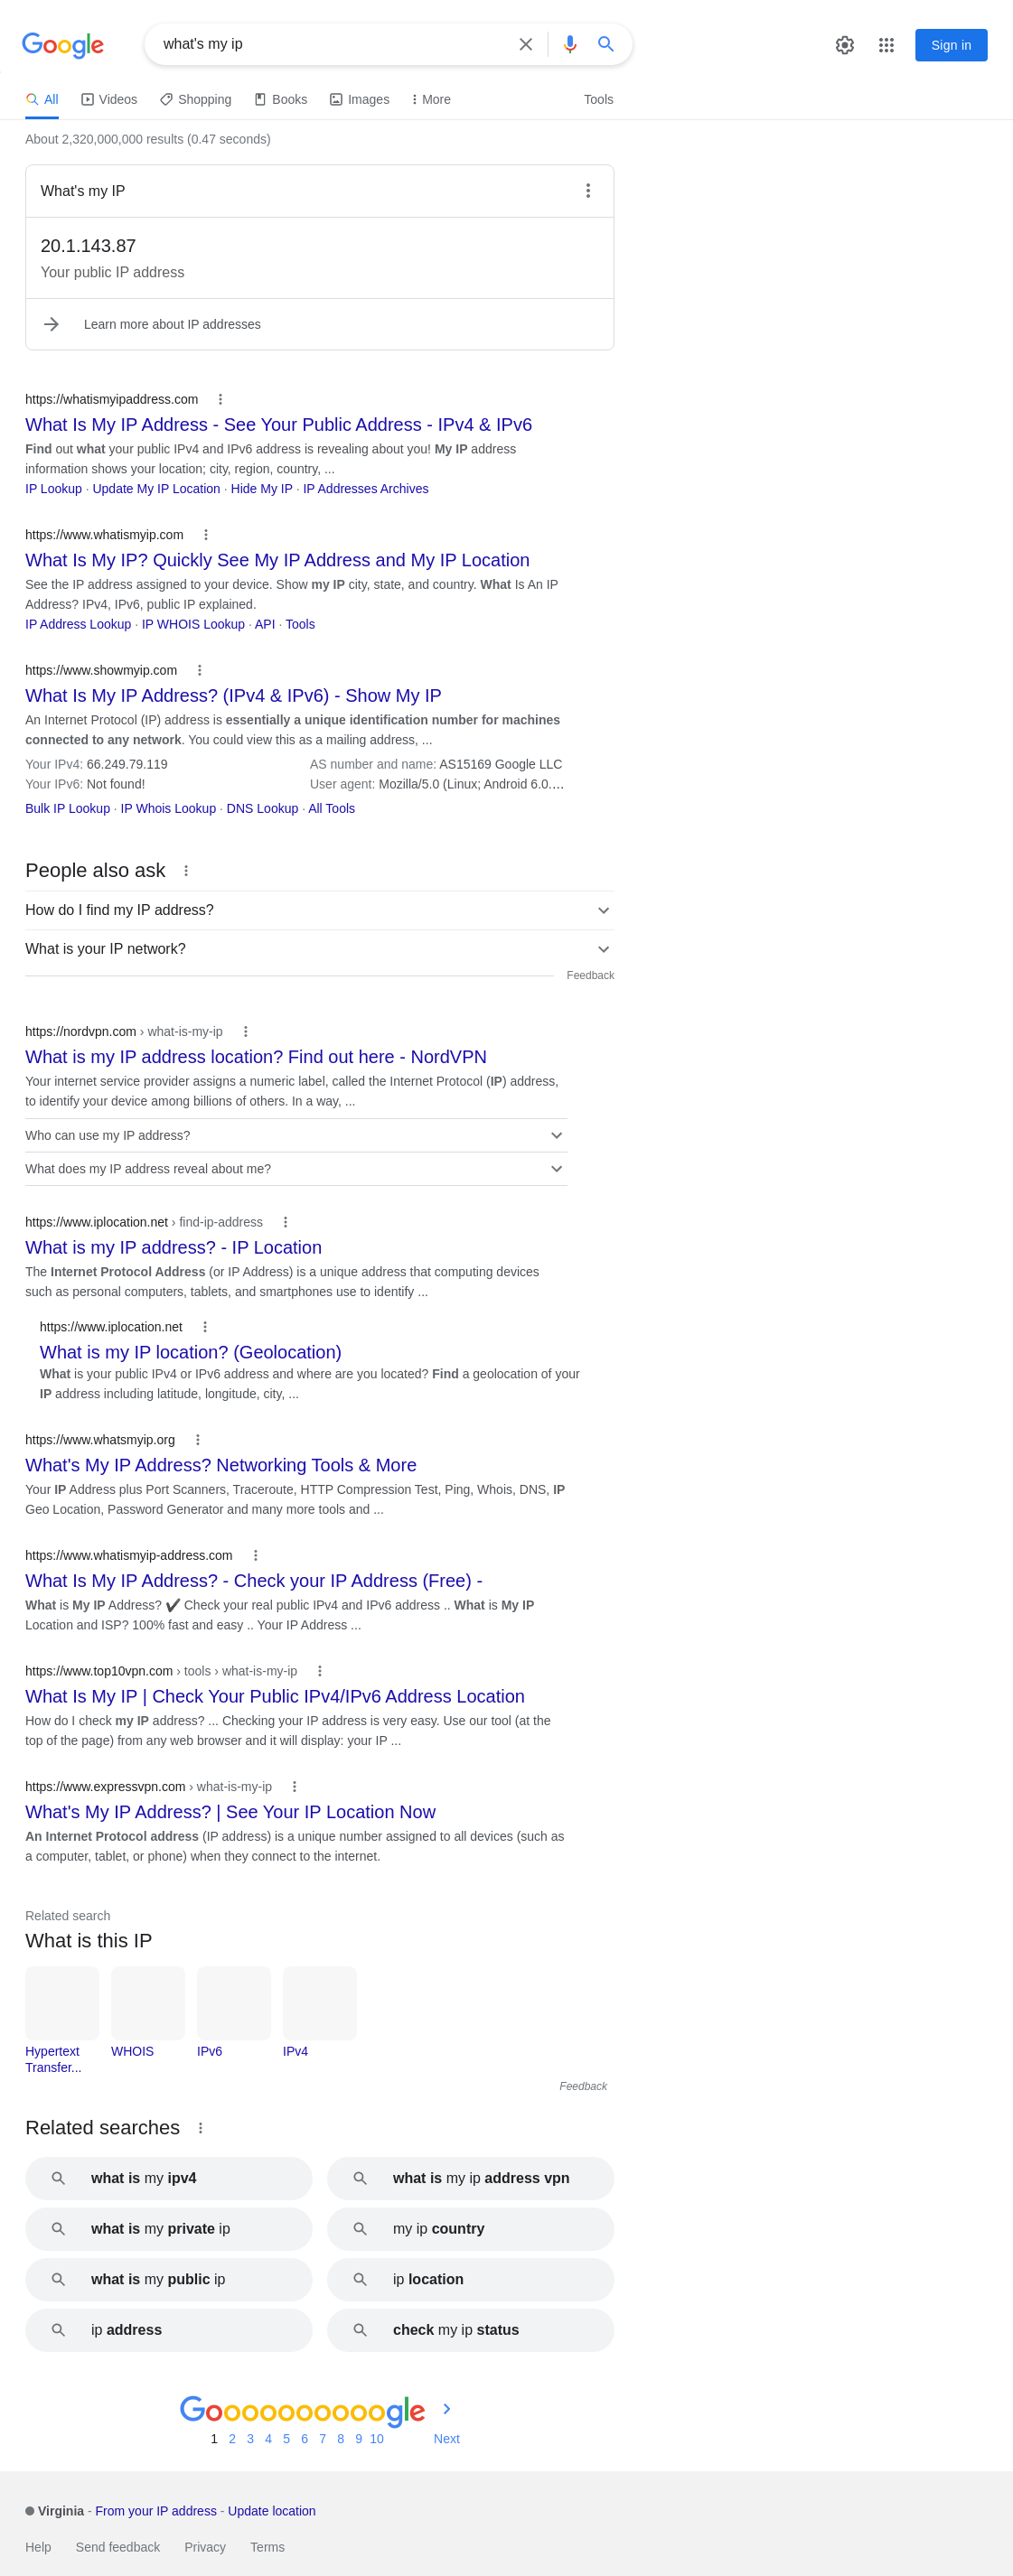 Google
what's my ip
Sign in
All
Videos
Shopping
Books
Images
More
Tools
About 2,320,000,000 results (0.47 seconds)
What's my IP
20.1.143.87
Your public IP address
Learn more about IP addresses
https://whatismyipaddress.com
What Is My IP Address - See Your Public Address - IPv4 & IPv6
Find out what your public IPv4 and IPv6 address is revealing about you! My IP address
information shows your location; city, region, country, ...
IP Lookup · Update My IP Location · Hide My IP · IP Addresses Archives
https://www.whatismyip.com
What Is My IP? Quickly See My IP Address and My IP Location
See the IP address assigned to your device. Show my IP city, state, and country. What Is An IP
Address? IPv4, IPv6, public IP explained.
IP Address Lookup · IP WHOIS Lookup · API · Tools
https://www.showmyip.com
What Is My IP Address? (IPv4 & IPv6) - Show My IP
An Internet Protocol (IP) address is essentially a unique identification number for machines
connected to any network. You could view this as a mailing address, ...
Your IPv4: 66.249.79.119
AS number and name: AS15169 Google LLC
Your IPv6: Not found!
User agent: Mozilla/5.0 (Linux; Android 6.0....
Bulk IP Lookup · IP Whois Lookup · DNS Lookup · All Tools
People also ask
How do I find my IP address?
What is your IP network?
Feedback
https://nordvpn.com › what-is-my-ip
What is my IP address location? Find out here - NordVPN
Your internet service provider assigns a numeric label, called the Internet Protocol (IP) address,
to identify your device among billions of others. In a way, ...
Who can use my IP address?
What does my IP address reveal about me?
https://www.iplocation.net › find-ip-address
What is my IP address? - IP Location
The Internet Protocol Address (or IP Address) is a unique address that computing devices
such as personal computers, tablets, and smartphones use to identify ...
https://www.iplocation.net
What is my IP location? (Geolocation)
What is your public IPv4 or IPv6 address and where are you located? Find a geolocation of your
IP address including latitude, longitude, city, ...
https://www.whatsmyip.org
What's My IP Address? Networking Tools & More
Your IP Address plus Port Scanners, Traceroute, HTTP Compression Test, Ping, Whois, DNS, IP
Geo Location, Password Generator and many more tools and ...
https://www.whatismyip-address.com
What Is My IP Address? - Check your IP Address (Free) -
What is My IP Address? ✔ Check your real public IPv4 and IPv6 address .. What is My IP
Location and ISP? 100% fast and easy .. Your IP Address ...
https://www.top10vpn.com › tools › what-is-my-ip
What Is My IP | Check Your Public IPv4/IPv6 Address Location
How do I check my IP address? ... Checking your IP address is very easy. Use our tool (at the
top of the page) from any web browser and it will display: your IP ...
https://www.expressvpn.com › what-is-my-ip
What's My IP Address? | See Your IP Location Now
An Internet Protocol address (IP address) is a unique number assigned to all devices (such as
a computer, tablet, or phone) when they connect to the internet.
Related search
What is this IP
Hypertext
Transfer...
WHOIS
IPv6
IPv4
Feedback
Related searches
what is my ipv4
what is my ip address vpn
what is my private ip
my ip country
what is my public ip
ip location
ip address
check my ip status
Goooooooooogle
1 2 3 4 5 6 7 8 9 10 Next
Virginia - From your IP address - Update location
Help
Send feedback
Privacy
Terms